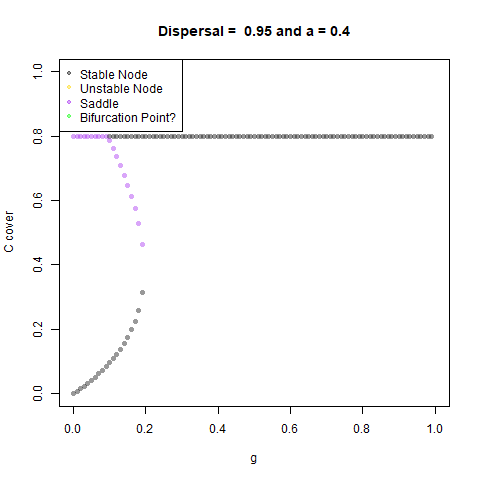 Dispersal =  0.95 and a = 0.4
Stable Node
Unstable Node
Saddle
Bifurcation Point?
C cover
1.0
0.8
0.6
0.4
0.2
0.0
0.0 0.2 0.4 0.6 0.8 1.0
g